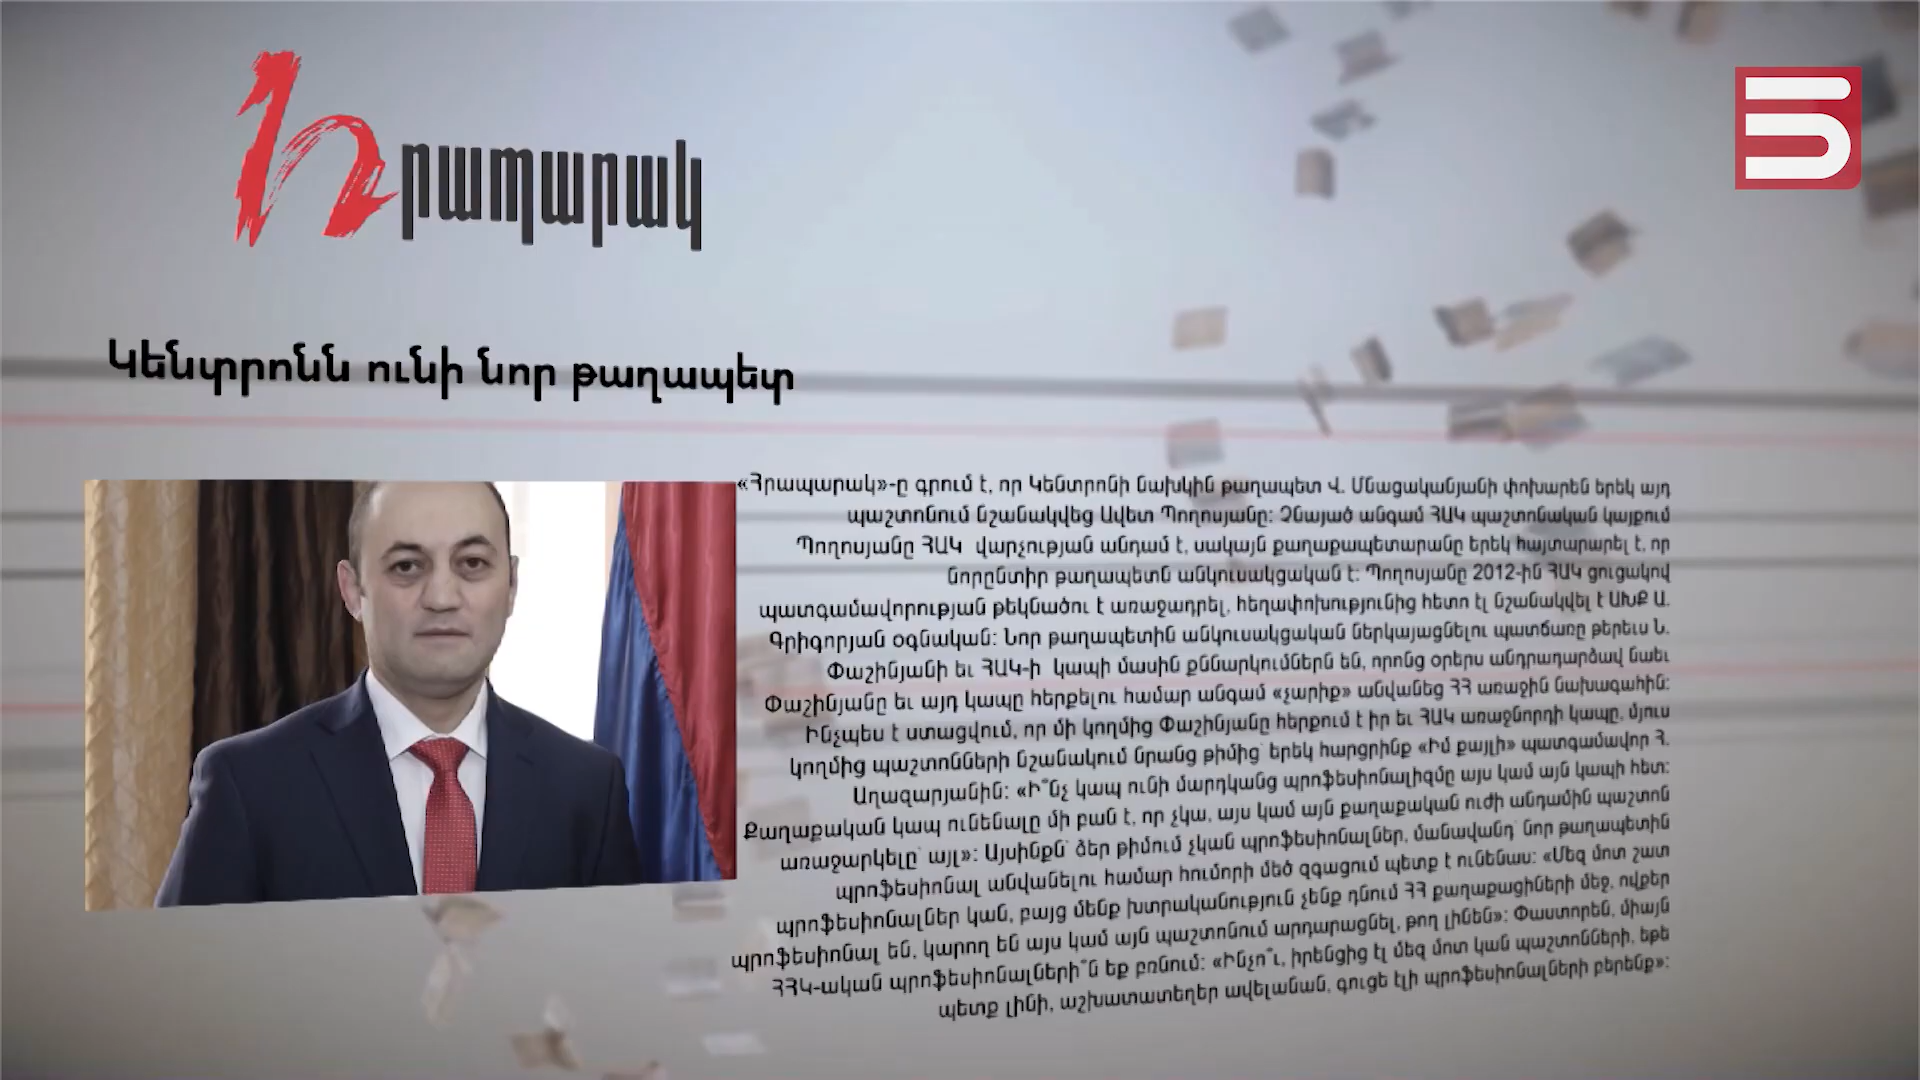 Հրապարակ
Կենտրոնն ունի նոր թաղապետ
«Հրապարակ»-ը գրում է, որ Կենտրոնի նախկին թաղապետ Վ. Մնացականյանի փոխարեն երեկ այդ
պաշտոնում նշանակվեց Ավետ Պողոսյանը: Չնայած անգամ ՀԱԿ պաշտոնական կայքում
Պողոսյանը ՀԱԿ վարչության անդամ է, սակայն քաղաքապետարանը երեկ հայտարարել է, որ
նորընտիր թաղապետն անկուսակցական է: Պողոսյանը 2012-ին ՀԱԿ ցուցակով
պատգամավորության թեկնածու է առաջադրել, հեղափոխությունից հետո էլ նշանակվել է ԱԽՔ Ա.
Գրիգորյան օգնական: Նոր թաղապետին անկուսակցական ներկայացնելու պատճառը թերեւս Ն.
Փաշինյանի եւ ՀԱԿ-ի կապի մասին քննարկումներն են, որոնց օրերս անդրադարձավ նաեւ
Փաշինյանը եւ այդ կապը հերքելու համար անգամ «չարիք» անվանեց ՀՀ առաջին նախագահին:
Ինչպես է ստացվում, որ մի կողմից Փաշինյանը հերքում է իր եւ ՀԱԿ առաջնորդի կապը, մյուս
կողմից պաշտոնների նշանակում նրանց թիմից՝ երեկ հարցրինք «Իմ քայլի» պատգամավոր Հ.
Աղազարյանին: «Ի՞նչ կապ ունի մարդկանց պրոֆեսիոնալիզմը այս կամ այն կապի հետ:
Քաղաքական կապ ունենալը մի բան է, որ չկա, այս կամ այն քաղաքական ուժի անդամին պաշտոն
առաջարկելը՝ այլ»: Այսինքն՝ ձեր թիմում չկան պրոֆեսիոնալներ, մանավանդ՝ նոր թաղապետին
պրոֆեսիոնալ անվանելու համար հումորի մեծ զգացում պետք է ունենաս: «Մեզ մոտ շատ
պրոֆեսիոնալներ կան, բայց մենք խտրականություն չենք դնում ՀՀ քաղաքացիների մեջ, ովքեր
պրոֆեսիոնալ են, կարող են այս կամ այն պաշտոնում արդարացնել, թող լինեն»: Փաստորեն, միայն
ՀՀԿ-ական պրոֆեսիոնալների՞ն եք բռնում: «Ինչո՞ւ, իրենցից էլ մեզ մոտ կան պաշտոնների, եթե
պետք լինի, աշխատատեղեր ավելանան, գուցե էլի պրոֆեսիոնալների բերենք»: